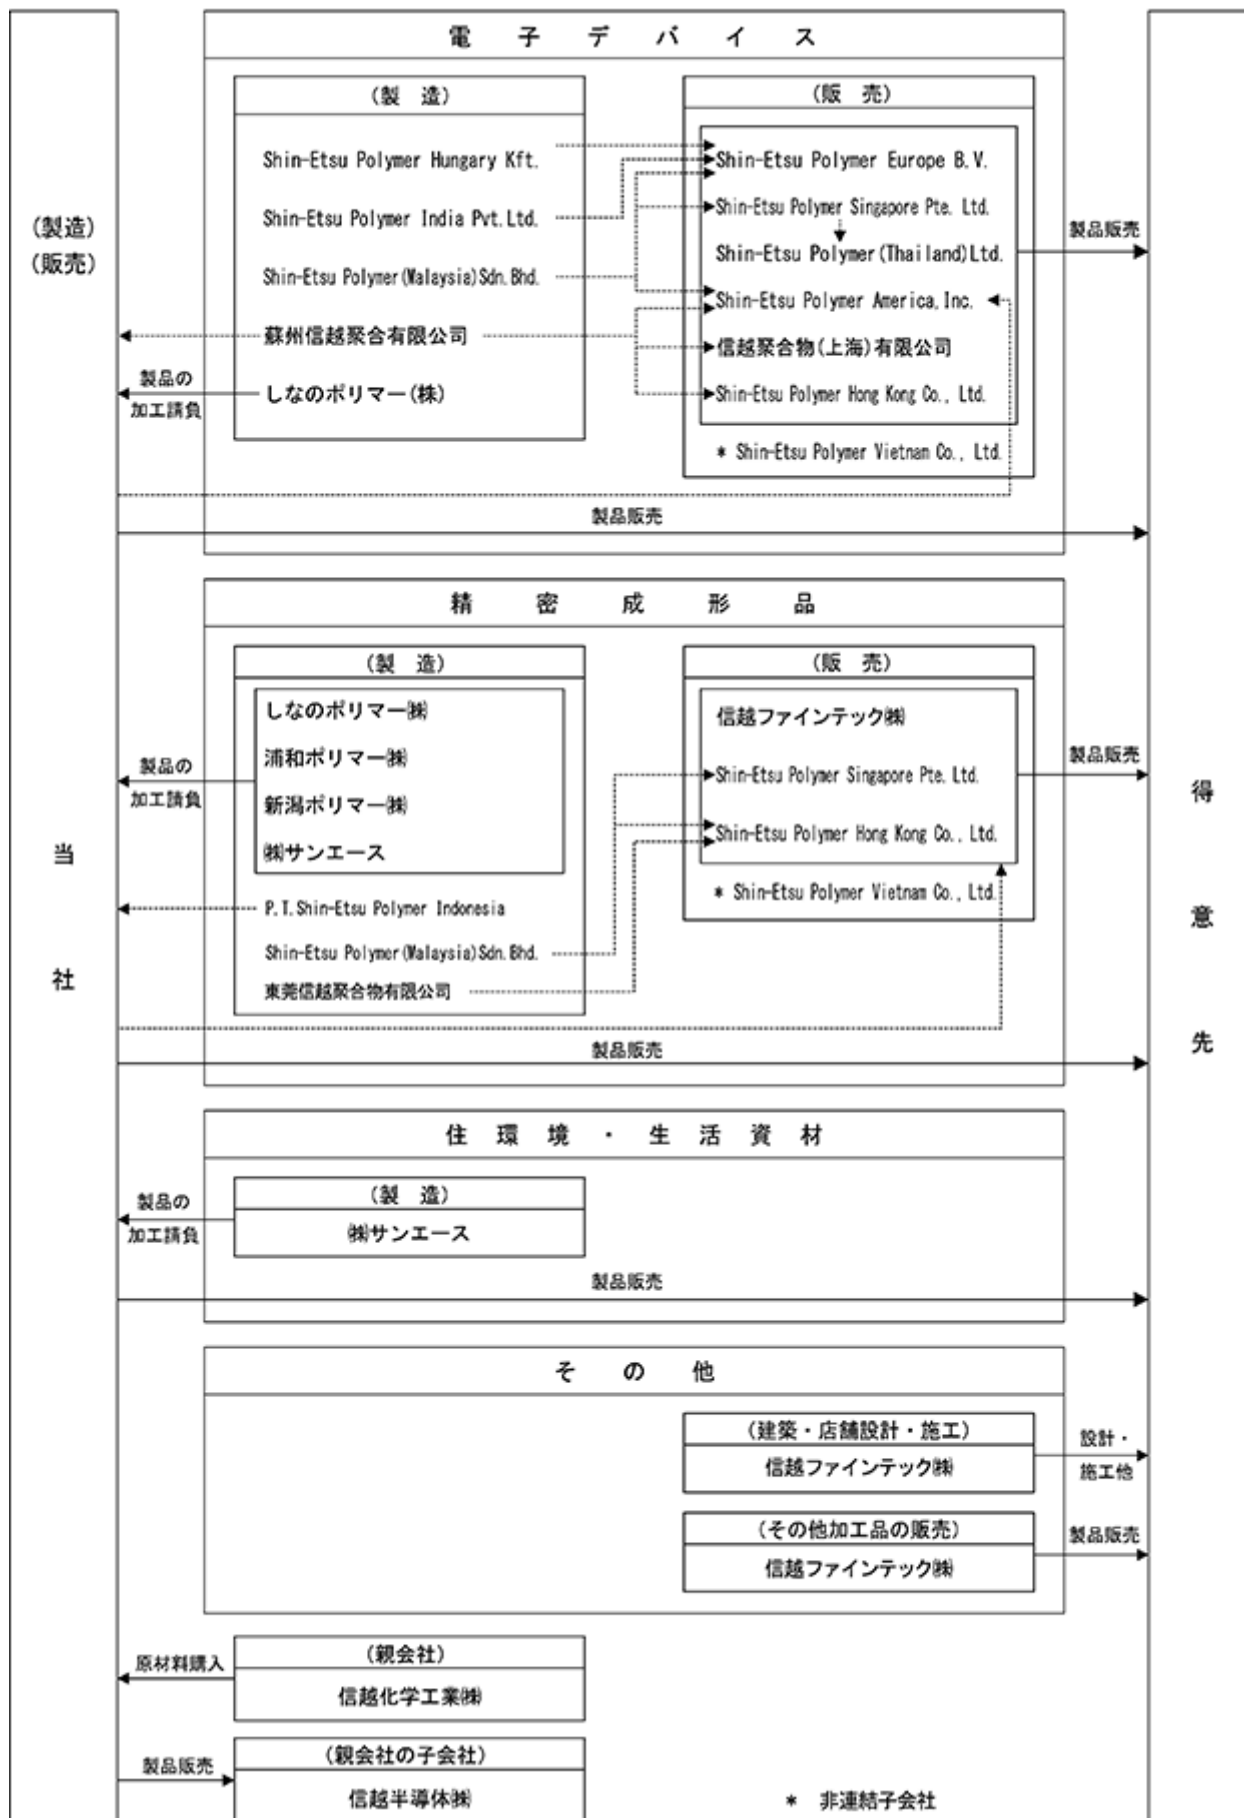 電子デバイス
(製造)
(販売)
(製造)
Shin-Etsu Polymer Hungary Kft.
Shin-Etsu Polymer India Pvt.Ltd.
Shin-Etsu Polymer(Malaysia)Sdn.Bhd.
蘇州信越聚合有限公司
しなのポリマー(株)
製品の
加工請負
(販売)
Shin-Etsu Polymer Europe B.V.
Shin-Etsu Polymer Singapore Pte. Ltd.
Shin-Etsu Polymer(Thailand)Ltd.
Shin-Etsu Polymer America,Inc.
信越聚合物(上海)有限公司
Shin-Etsu Polymer Hong Kong Co., Ltd.
* Shin-Etsu Polymer Vietnam Co., Ltd.
製品販売
製品販売
精密成形品
(製造)
しなのポリマー㈱
浦和ポリマー㈱
新潟ポリマー㈱
㈱サンエース
P.T.Shin-Etsu Polymer Indonesia
Shin-Etsu Polymer(Malaysia)Sdn.Bhd.
東莞信越聚合物有限公司
製品の
加工請負
(販売)
信越ファインテック㈱
Shin-Etsu Polymer Singapore Pte. Ltd.
Shin-Etsu Polymer Hong Kong Co., Ltd.
* Shin-Etsu Polymer Vietnam Co., Ltd.
製品販売
製品販売
当社
得意先
住環境・生活資材
(製造)
㈱サンエース
製品の
加工請負
製品販売
その他
(建築・店舗設計・施工)
信越ファインテック㈱
設計・
施工他
(その他加工品の販売)
信越ファインテック㈱
製品販売
原材料購入
(親会社)
信越化学工業㈱
製品販売
(親会社の子会社)
信越半導体㈱
* 非連結子会社